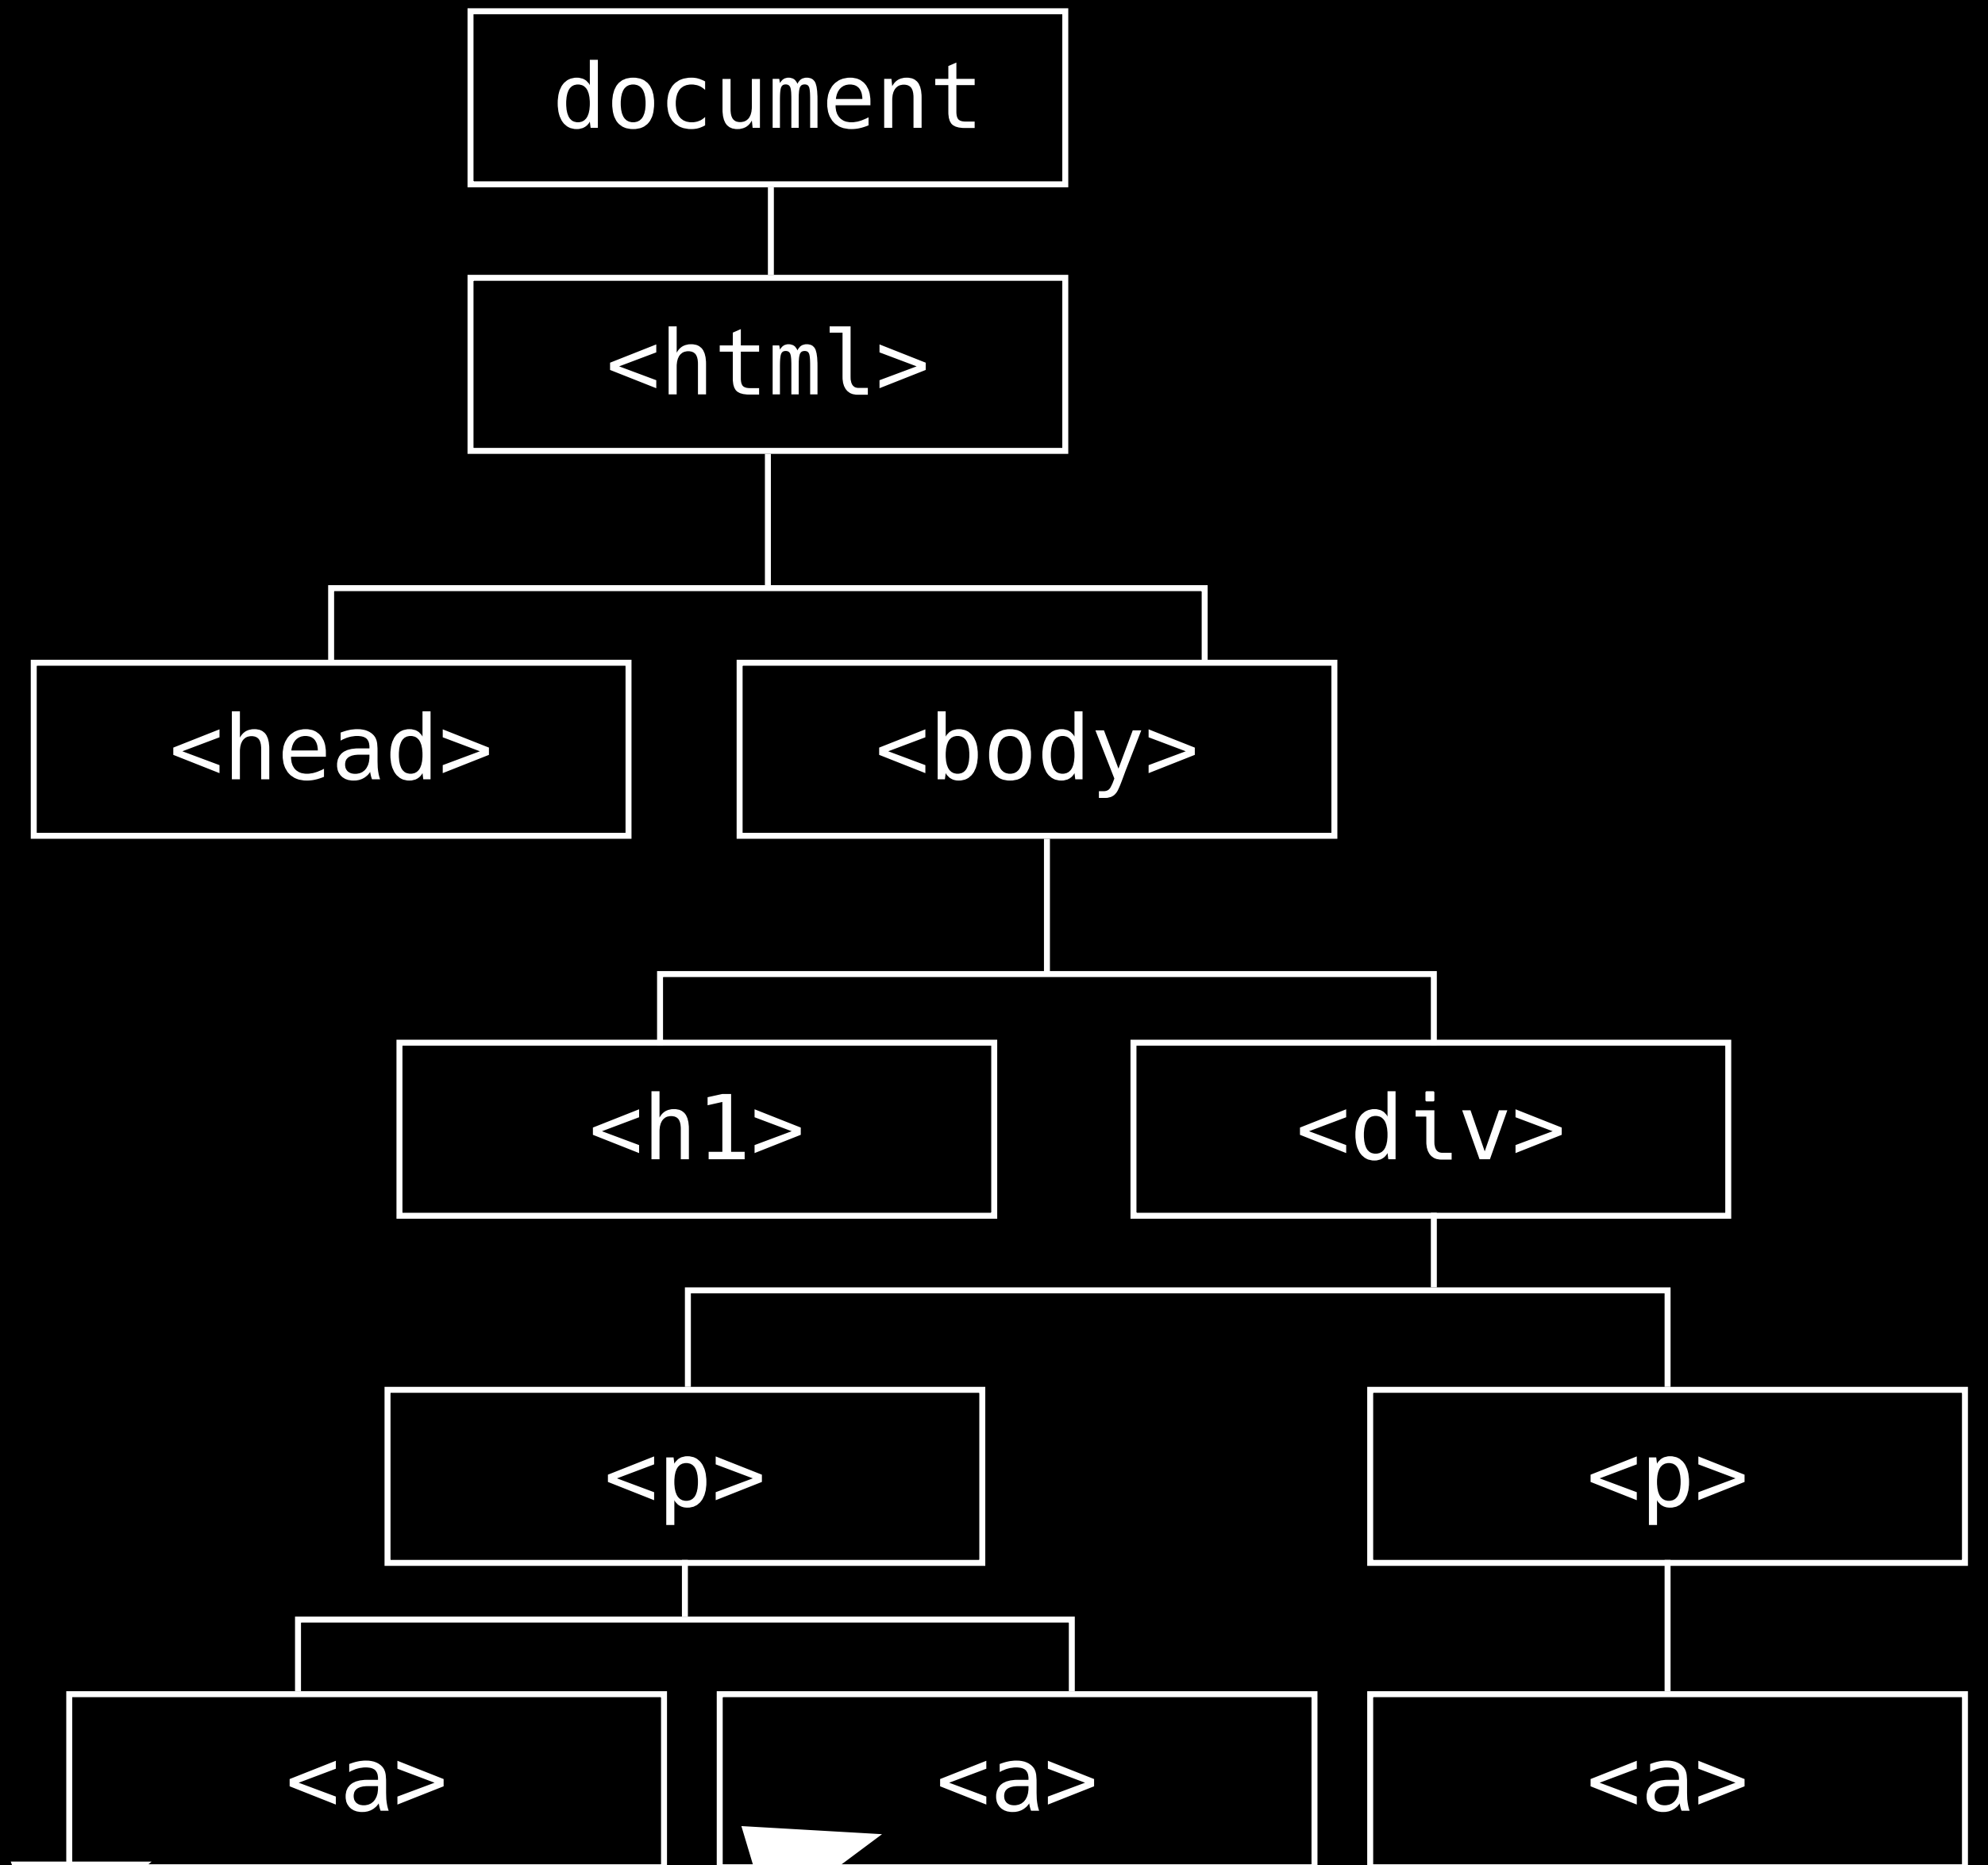 document
<html>
<head>
<body>
<h1>
<div>
<p>
<p>
<a>
<a>
<a>